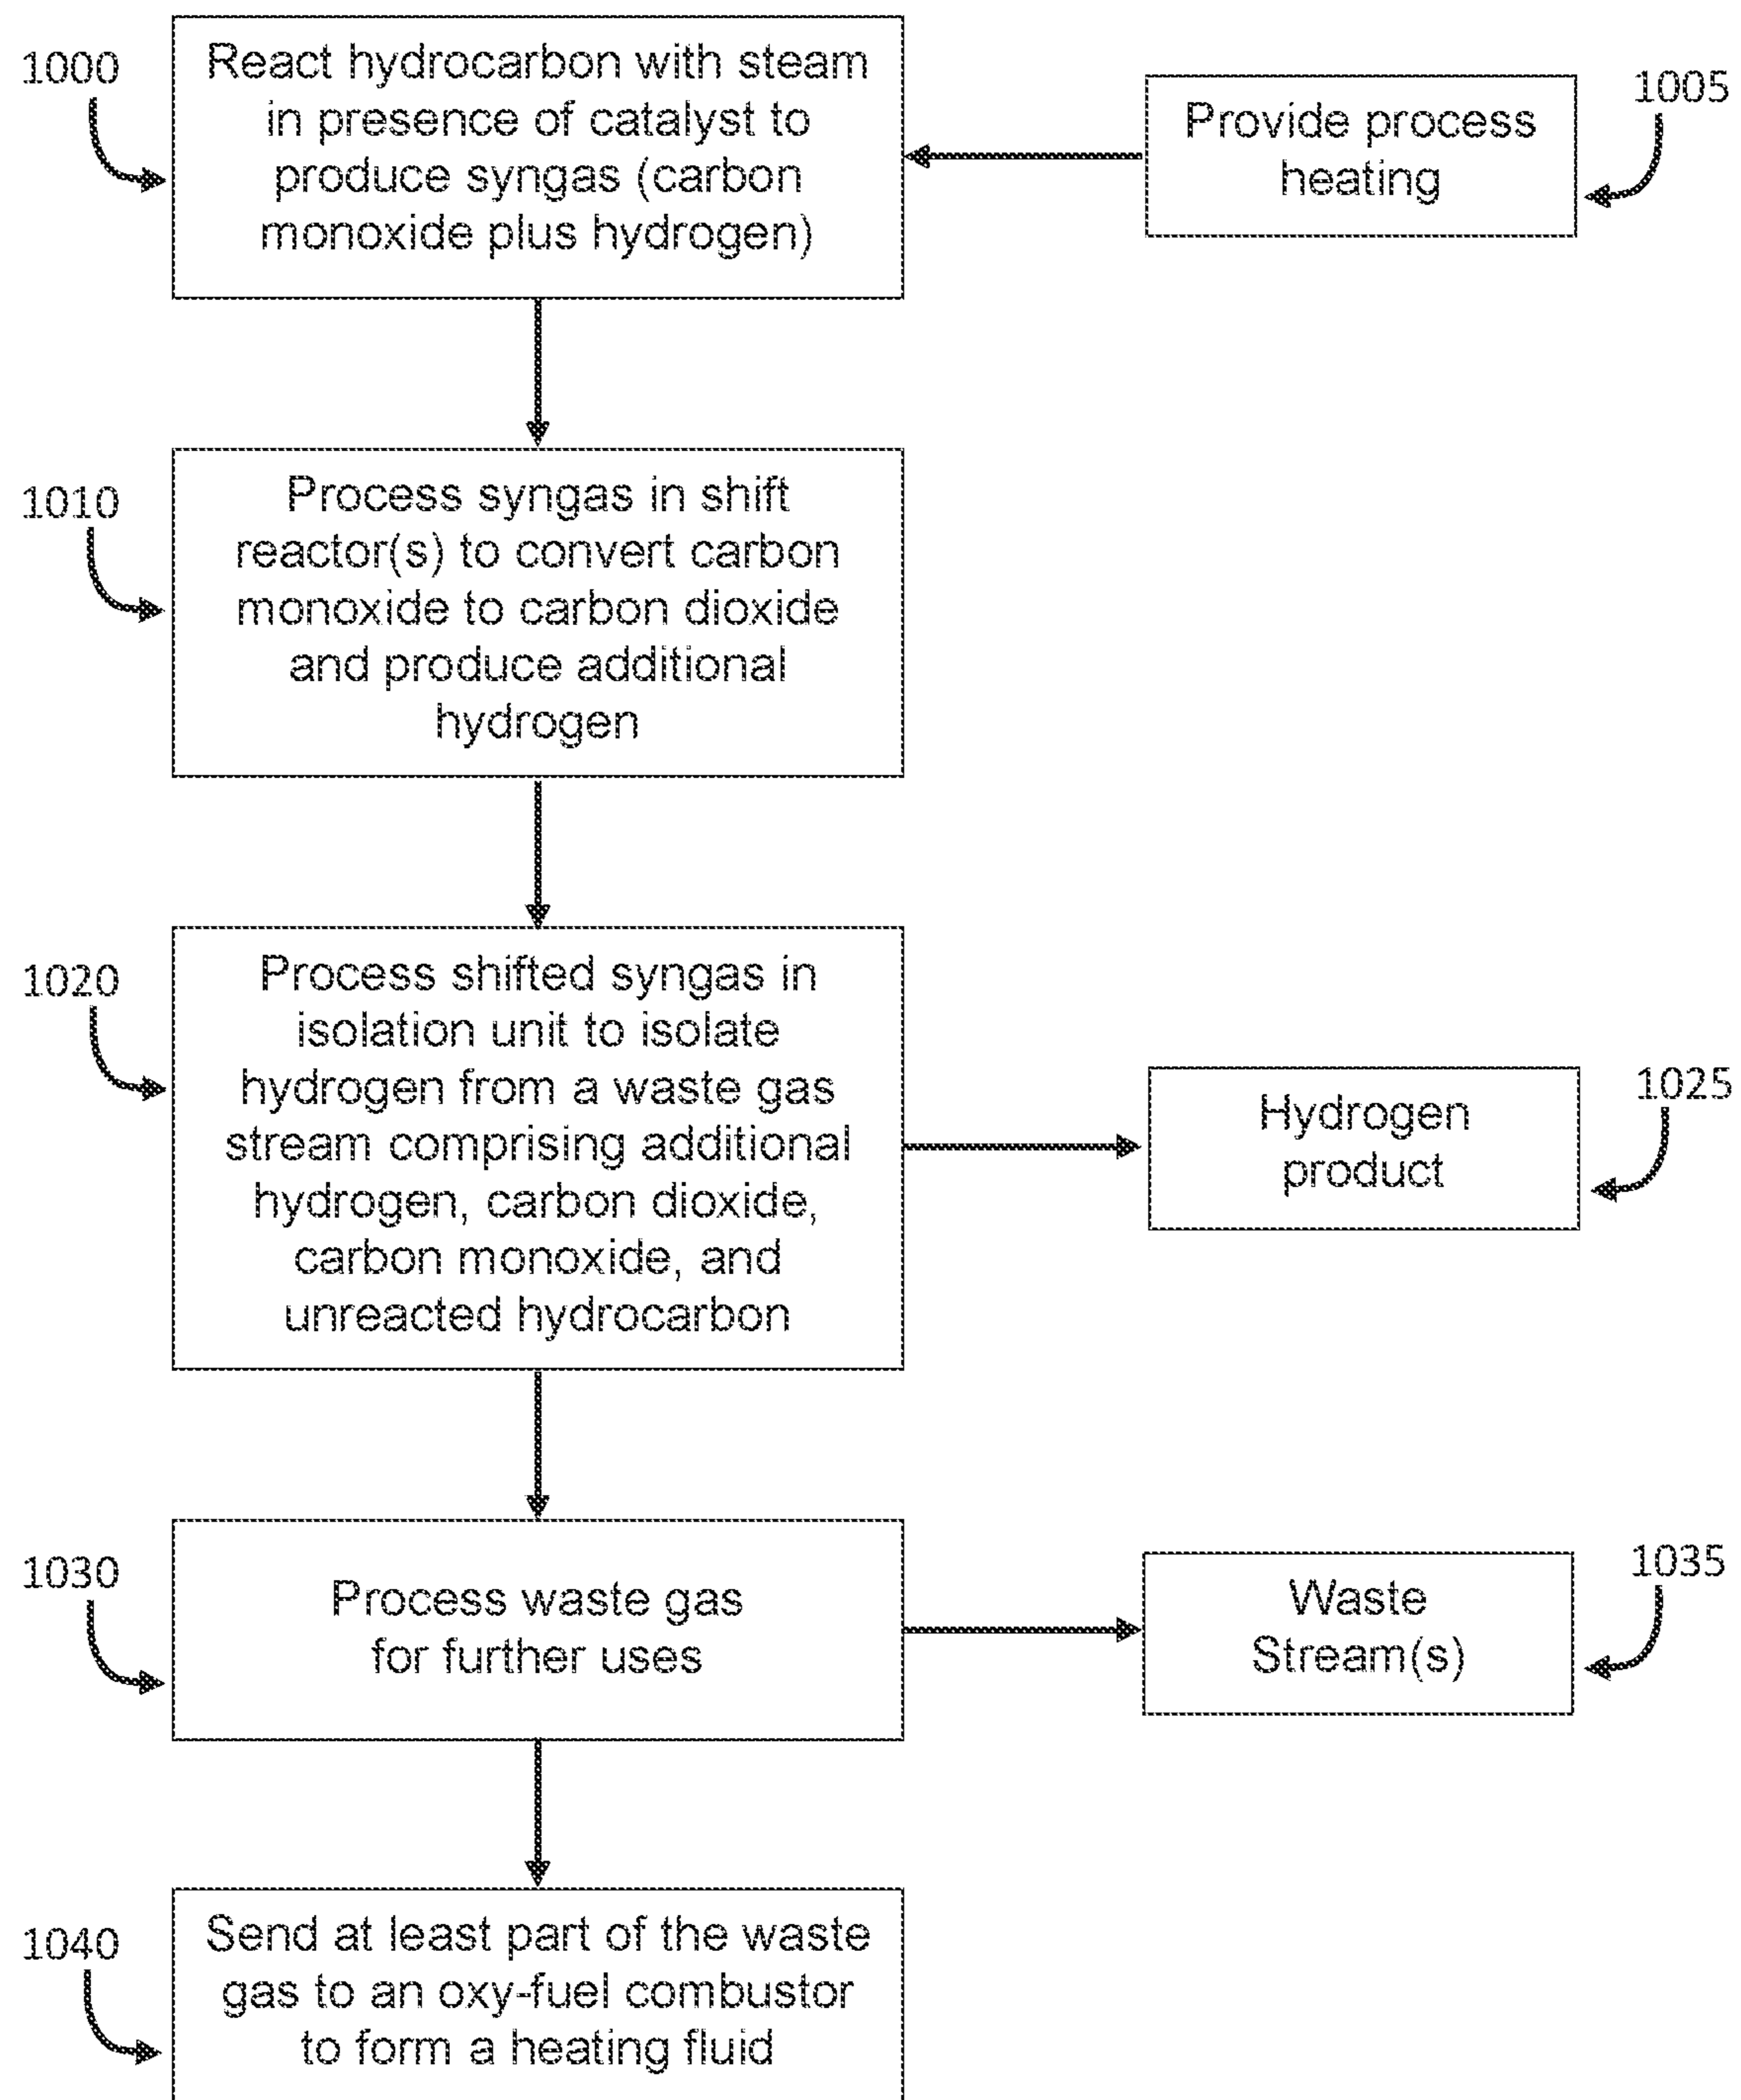 1000
React hydrocarbon with steam
in presence of catalyst to
produce syngas (carbon
monoxide plus hydrogen)
Provide process
heating
1005
1010
Process syngas in shift
reactor(s) to convert carbon
monoxide to carbon dioxide
and produce additional
hydrogen
1020
Process shifted syngas in
isolation unit to isolate
hydrogen from a waste gas
stream comprising additional
hydrogen, carbon dioxide,
carbon monoxide, and
unreacted hydrocarbon
Hydrogen
product
1025
1030
Process waste gas
for further uses
Waste
Stream(s)
1035
1040
Send at least part of the waste
gas to an oxy-fuel combustor
to form a heating fluid